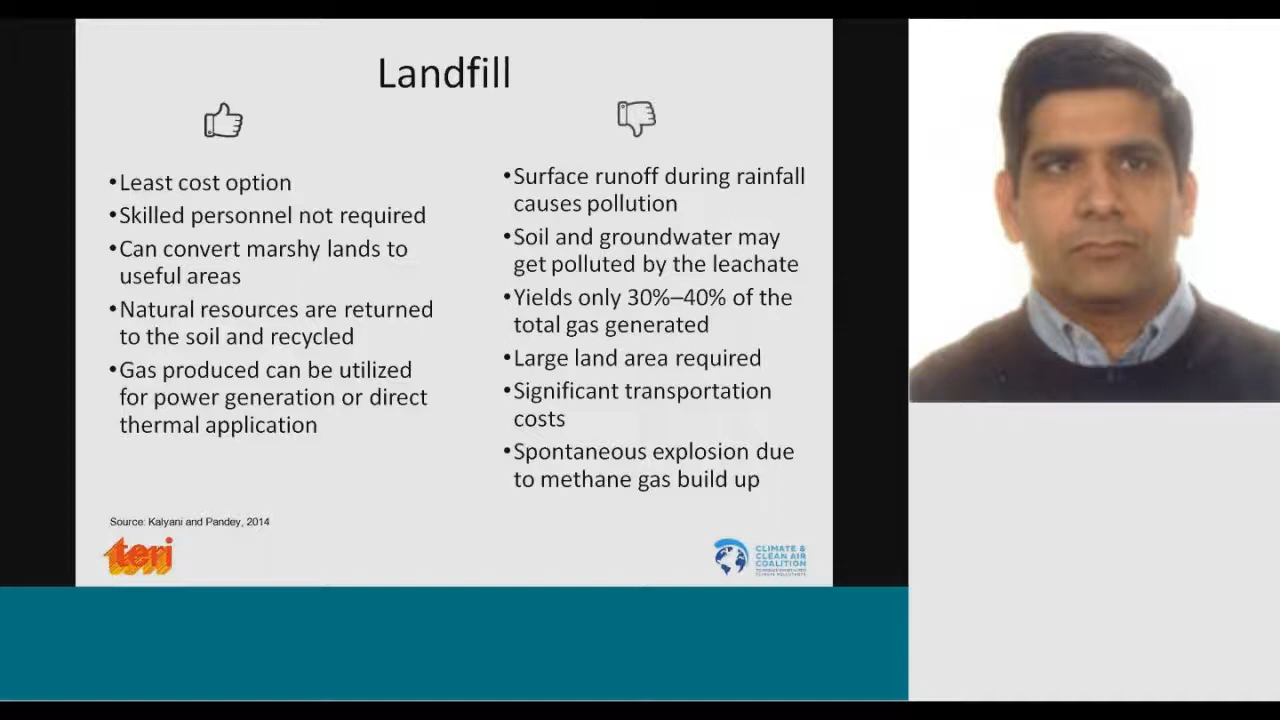 Landfill
•Least cost option
•Skilled personnel not required
•Can convert marshy lands to
useful areas
•Natural resources are returned
to the soil and recycled
•Gas produced can be utilized
for power generation or direct
thermal application
•Surface runoff during rainfall
causes pollution
•Soil and groundwater may
get polluted by the leachate
•Yields only 30%–40% of the
total gas generated
•Large land area required
•Significant transportation
costs
•Spontaneous explosion due
to methane gas build up
Source: Kalyani and Pandey, 2014
teri
CLIMATE &
CLEAN AIR
COALITION